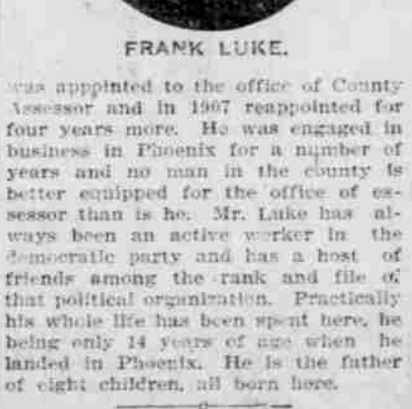 FRANK LUKE.
was appointed to the office of County
Assessor and in 1907 reappointed for
four years more. He was engaged in
business in Phoenix for a number of
years and no man in the county is
better equipped for the office of es-
sessor than is he. Mr. Luke has al-
ways been an active worker in the
democratic party and has a host of
friends among the rank and file of
that political organization. Practically
his whole life has been spent here, he
being only 14 years of age when he
landed in Phoenix. He is the father
of eight children, all born here.